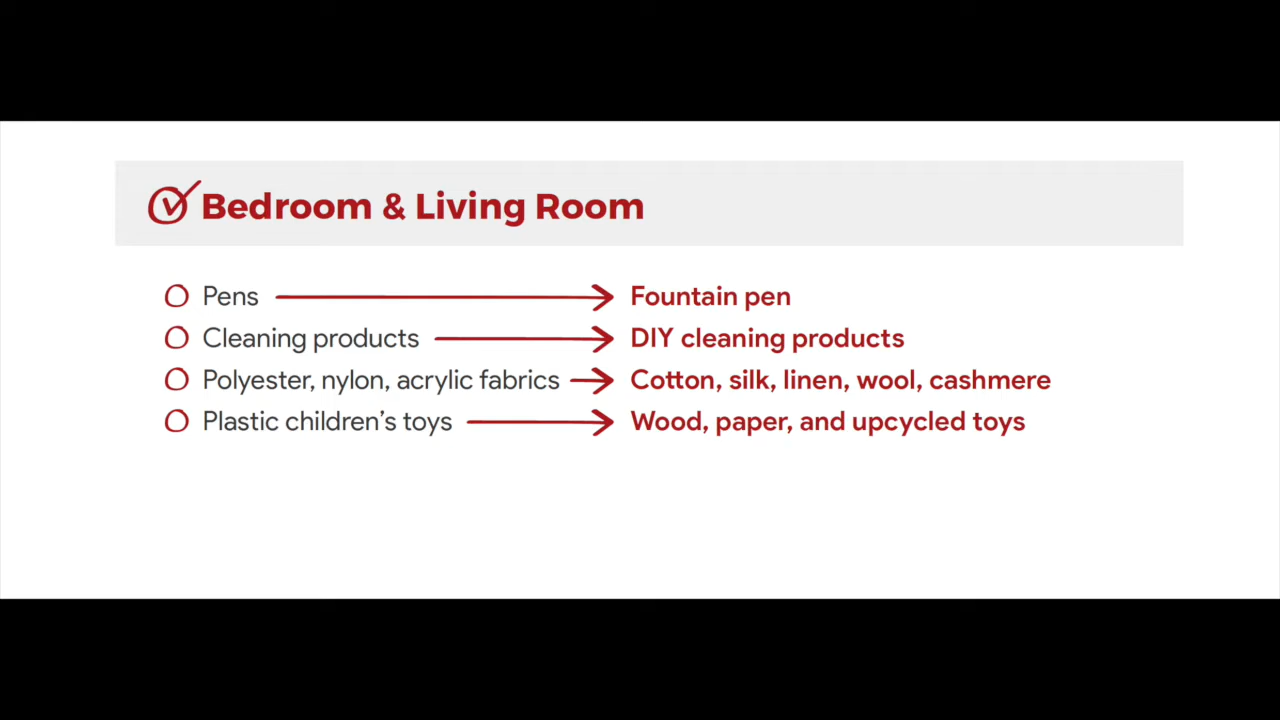 Bedroom & Living Room
Pens Fountain pen
Cleaning products DIY cleaning products
Polyester, nylon, acrylic fabrics Cotton, silk, linen, wool, cashmere
Plastic children's toys Wood, paper, and upcycled toys